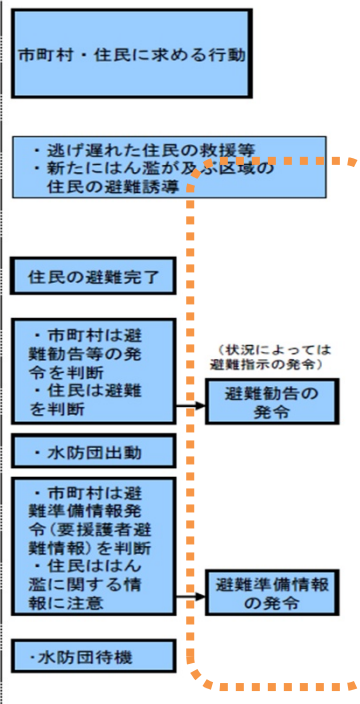 市町村・住民に求める行動
・逃げ遅れた住民の救援等
・新たにはん濫が及ぶ区域の
住民の避難誘導
住民の避難完了
・市町村は避
難勧告等の発
令を判断
・住民は避難
を判断
（状況によっては
避難指示の発令）
避難勧告の
発令
・水防団出動
・市町村は避
難準備情報発
令(要援護者避
難情報)を判断
・住民ははん
濫に関する情
報に注意
避難準備情報
の発令
・水防団待機